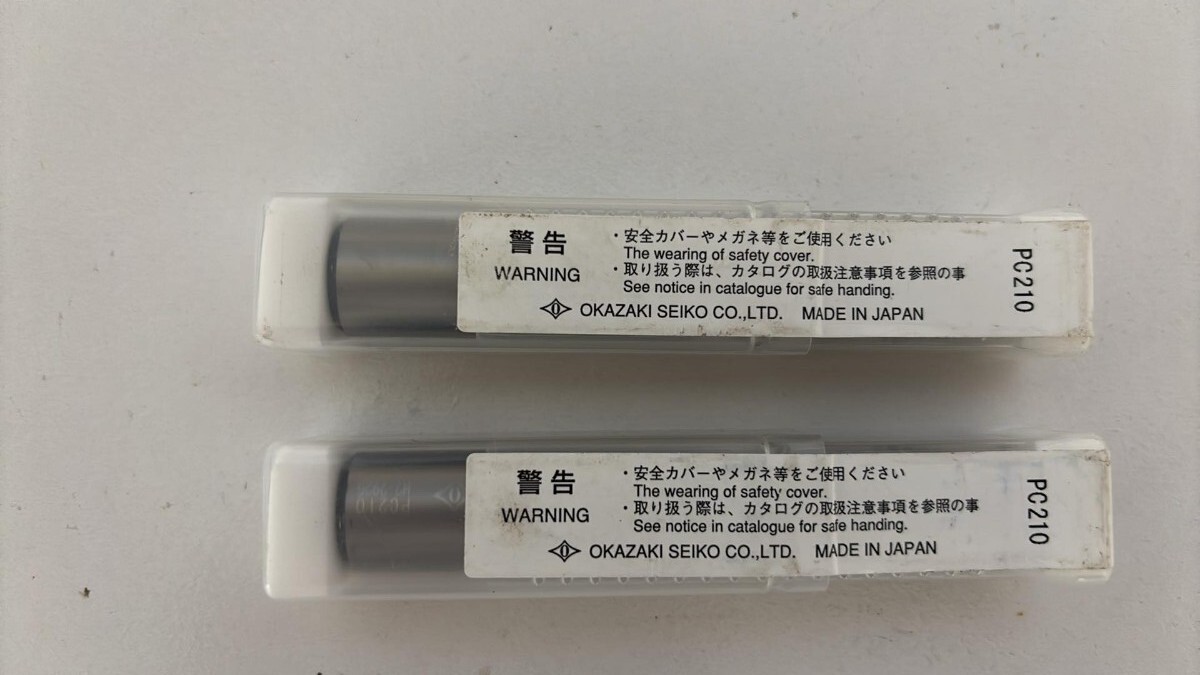 警告
WARNING
・安全カバーやメガネ等をご使用ください
The wearing of safety cover.
・取り扱う際は、カタログの取扱注意事項を参照の事
See notice in catalogue for safe handing.
OKAZAKI SEIKO CO.,LTD. MADE IN JAPAN
PC210
警告
WARNING
・安全カバーやメガネ等をご使用ください
The wearing of safety cover.
・取り扱う際は、カタログの取扱注意事項を参照の事
See notice in catalogue for safe handing.
OKAZAKI SEIKO CO.,LTD. MADE IN JAPAN
PC210